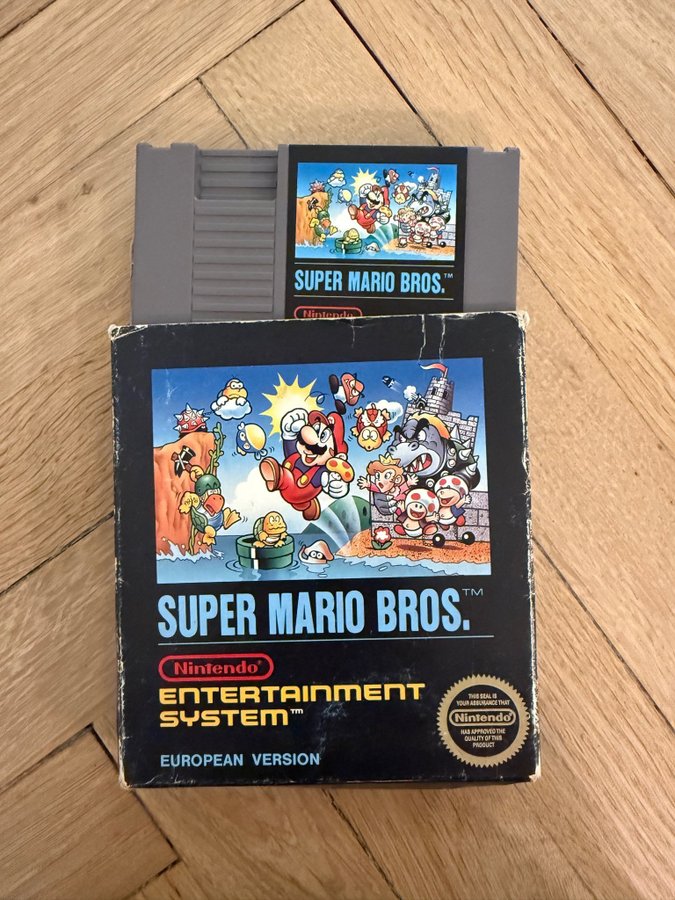 SUPER MARIO BROS.™
Nintendo
SUPER MARIO BROS.™
Nintendo®
ENTERTAINMENT
SYSTEM™
EUROPEAN VERSION
THIS SEAL IS
YOUR ASSURANCE THAT
Nintendo
HAS APPROVED THE
QUALITY OF THIS
PRODUCT